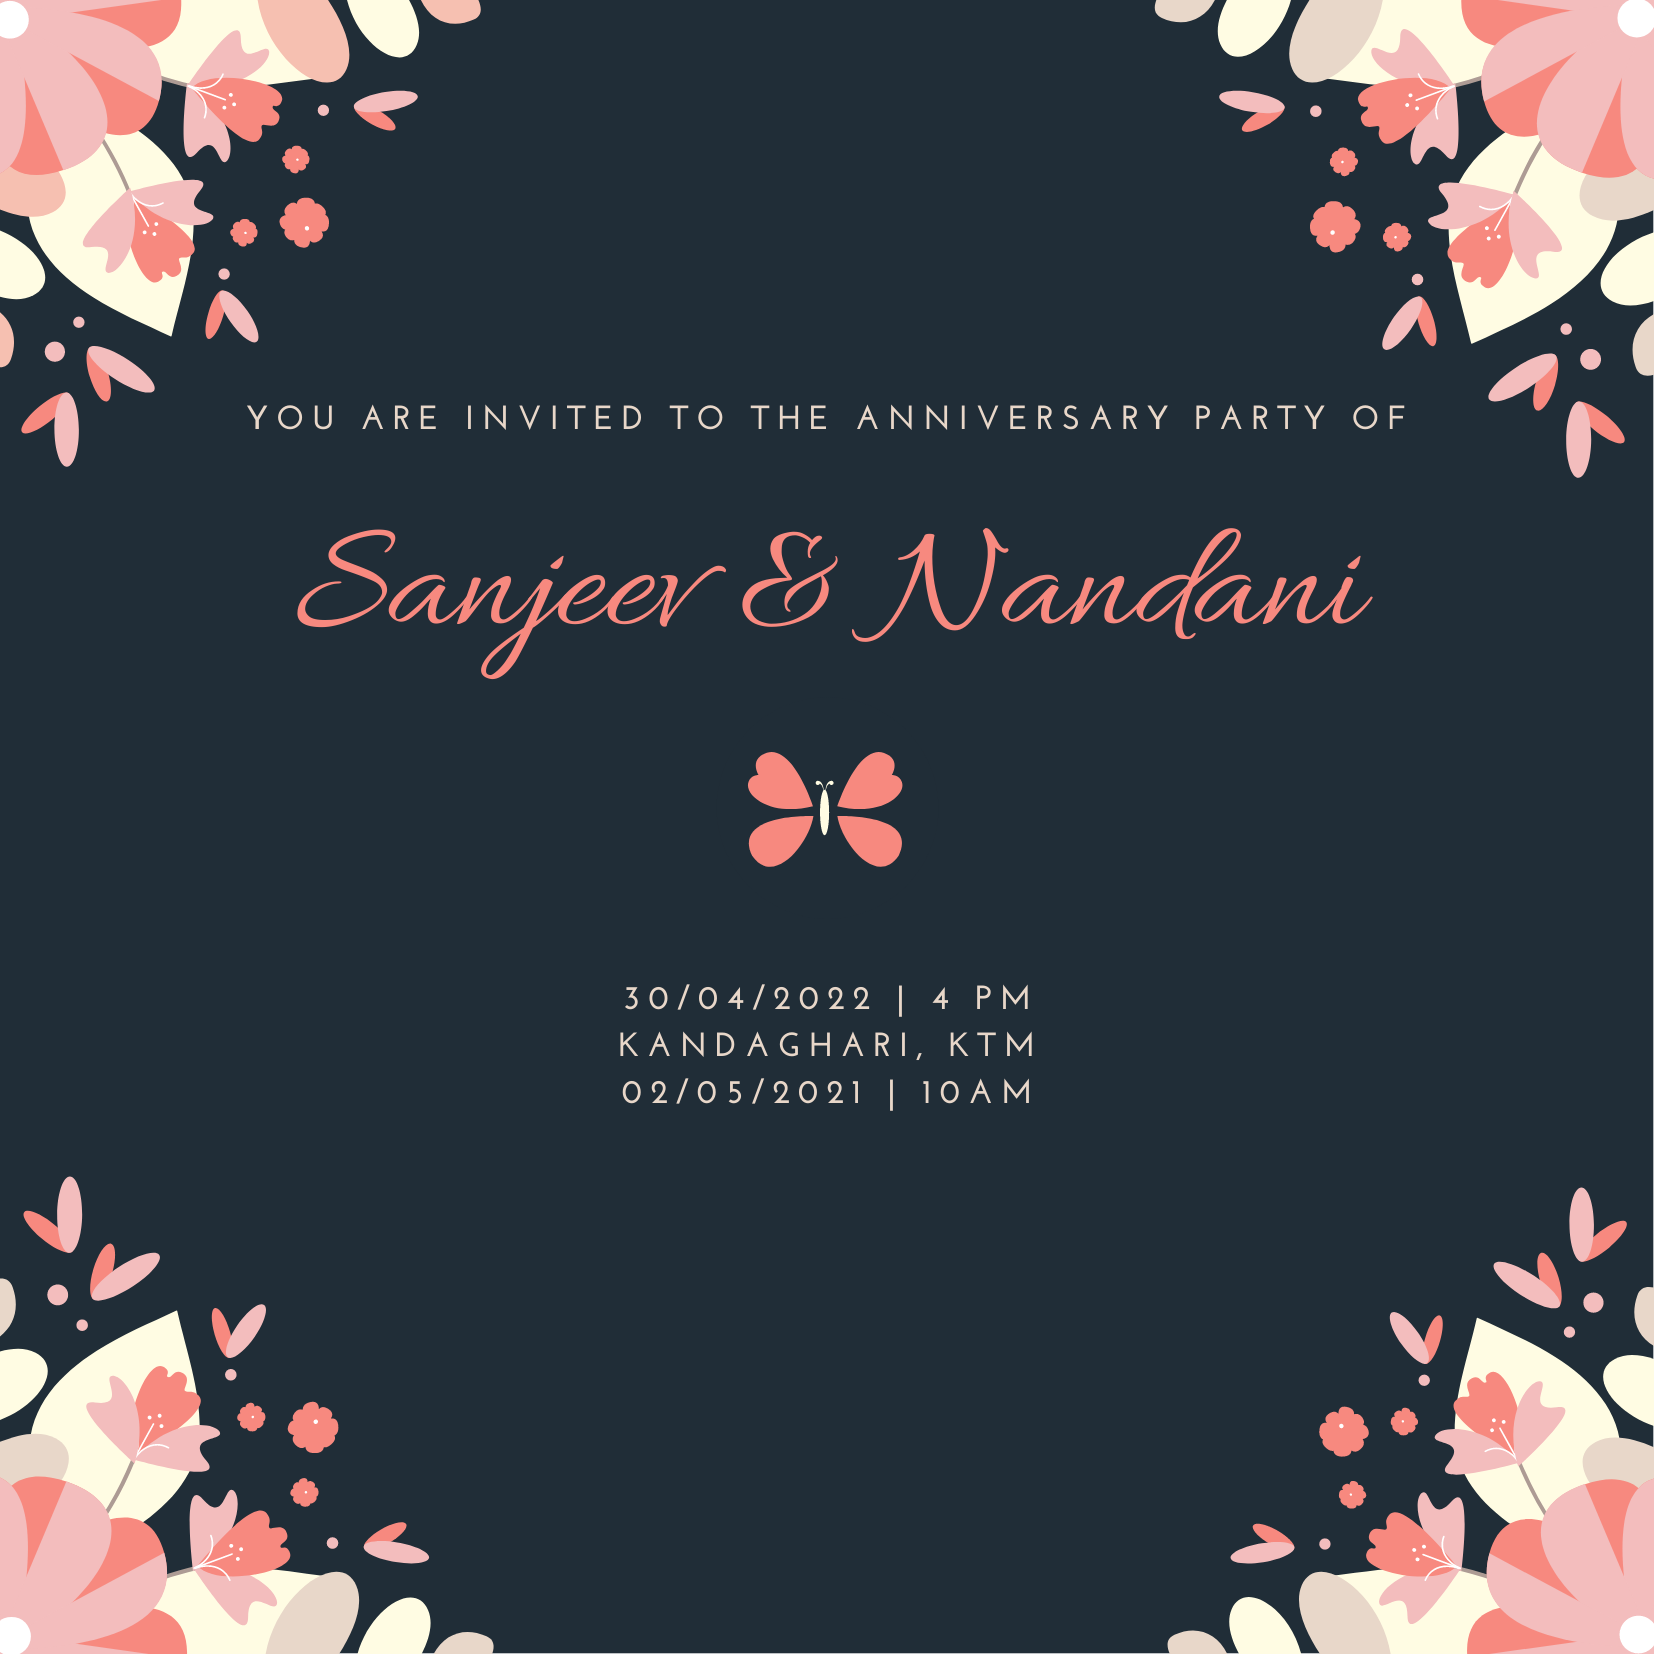 YOU ARE INVITED TO THE ANNIVERSARY PARTY OF
Sanjeev & Nandani
30/04/2022 | 4 PM
KANDAGHARI, KTM
02/05/2021 | 10AM